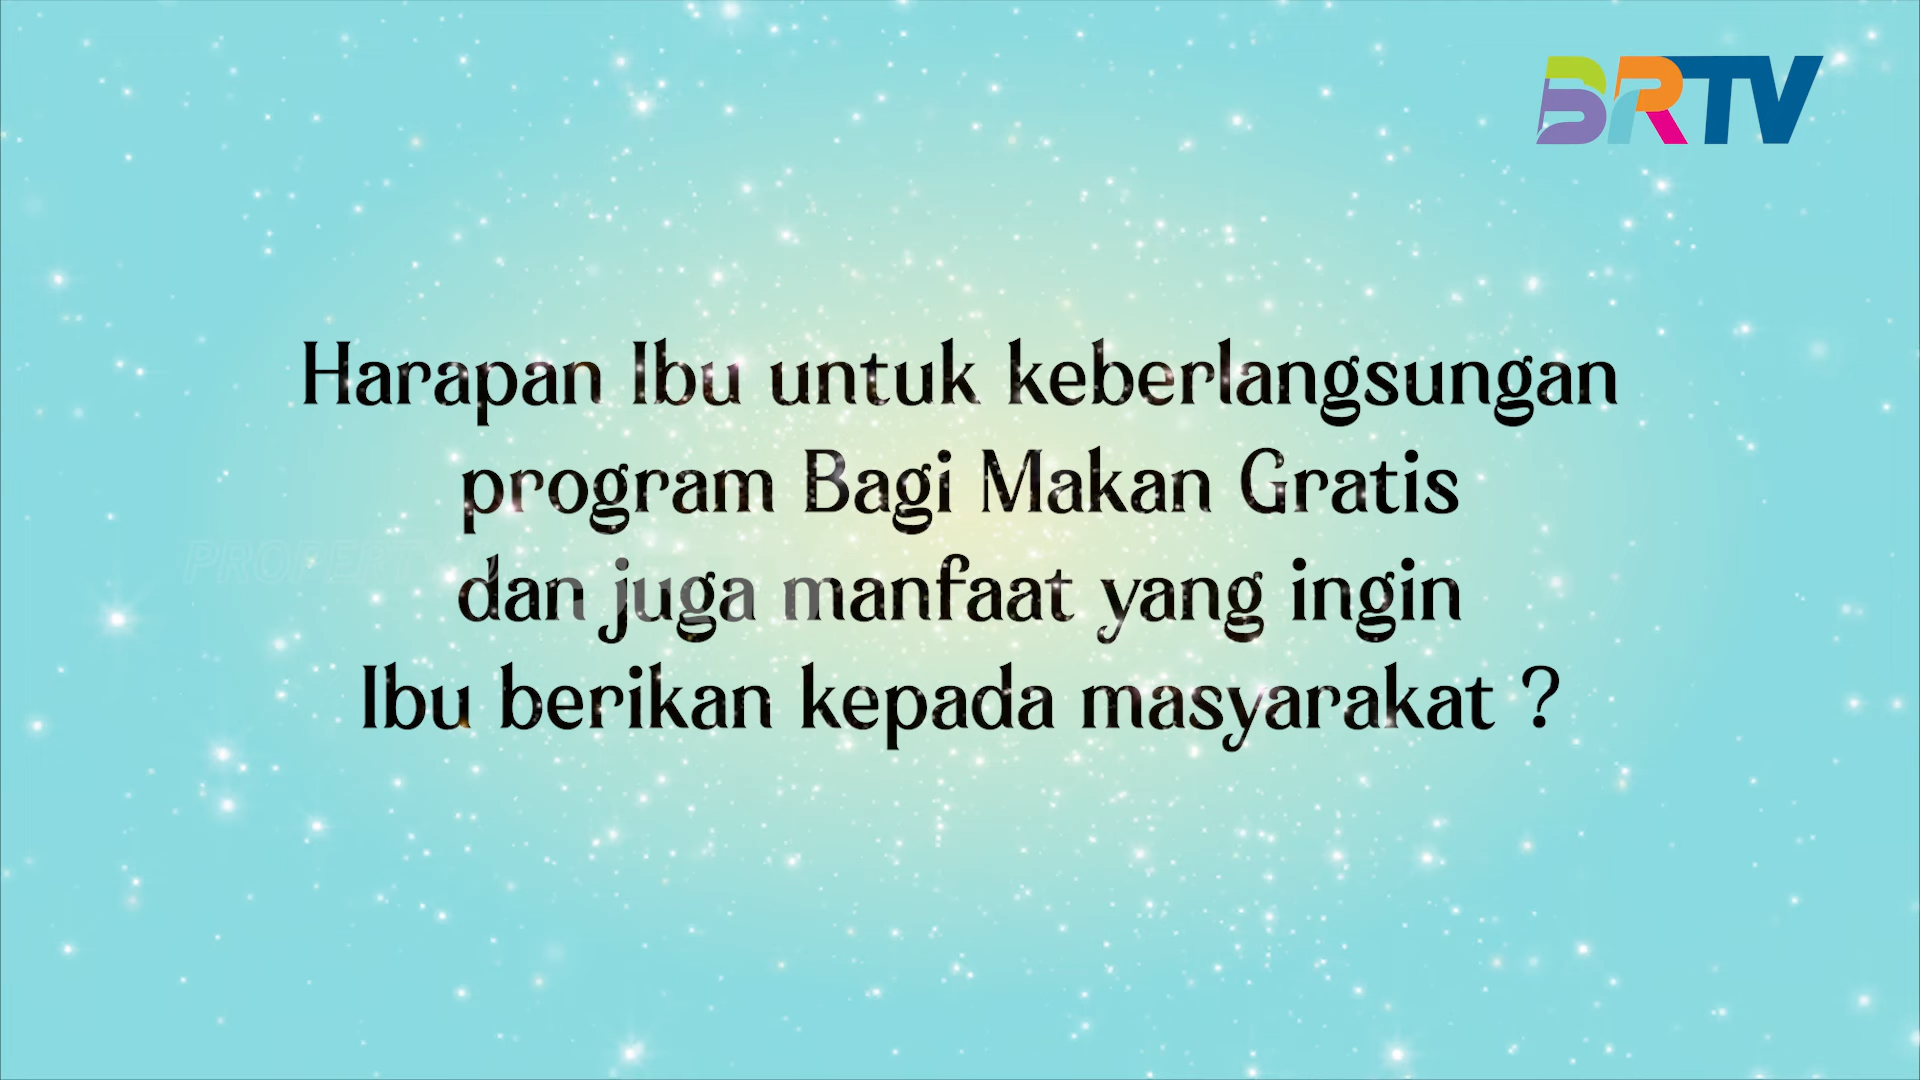 BRTV
Harapan Ibu untuk keberlangsungan
program Bagi Makan Gratis
dan juga manfaat yang ingin
Ibu berikan kepada masyarakat ?